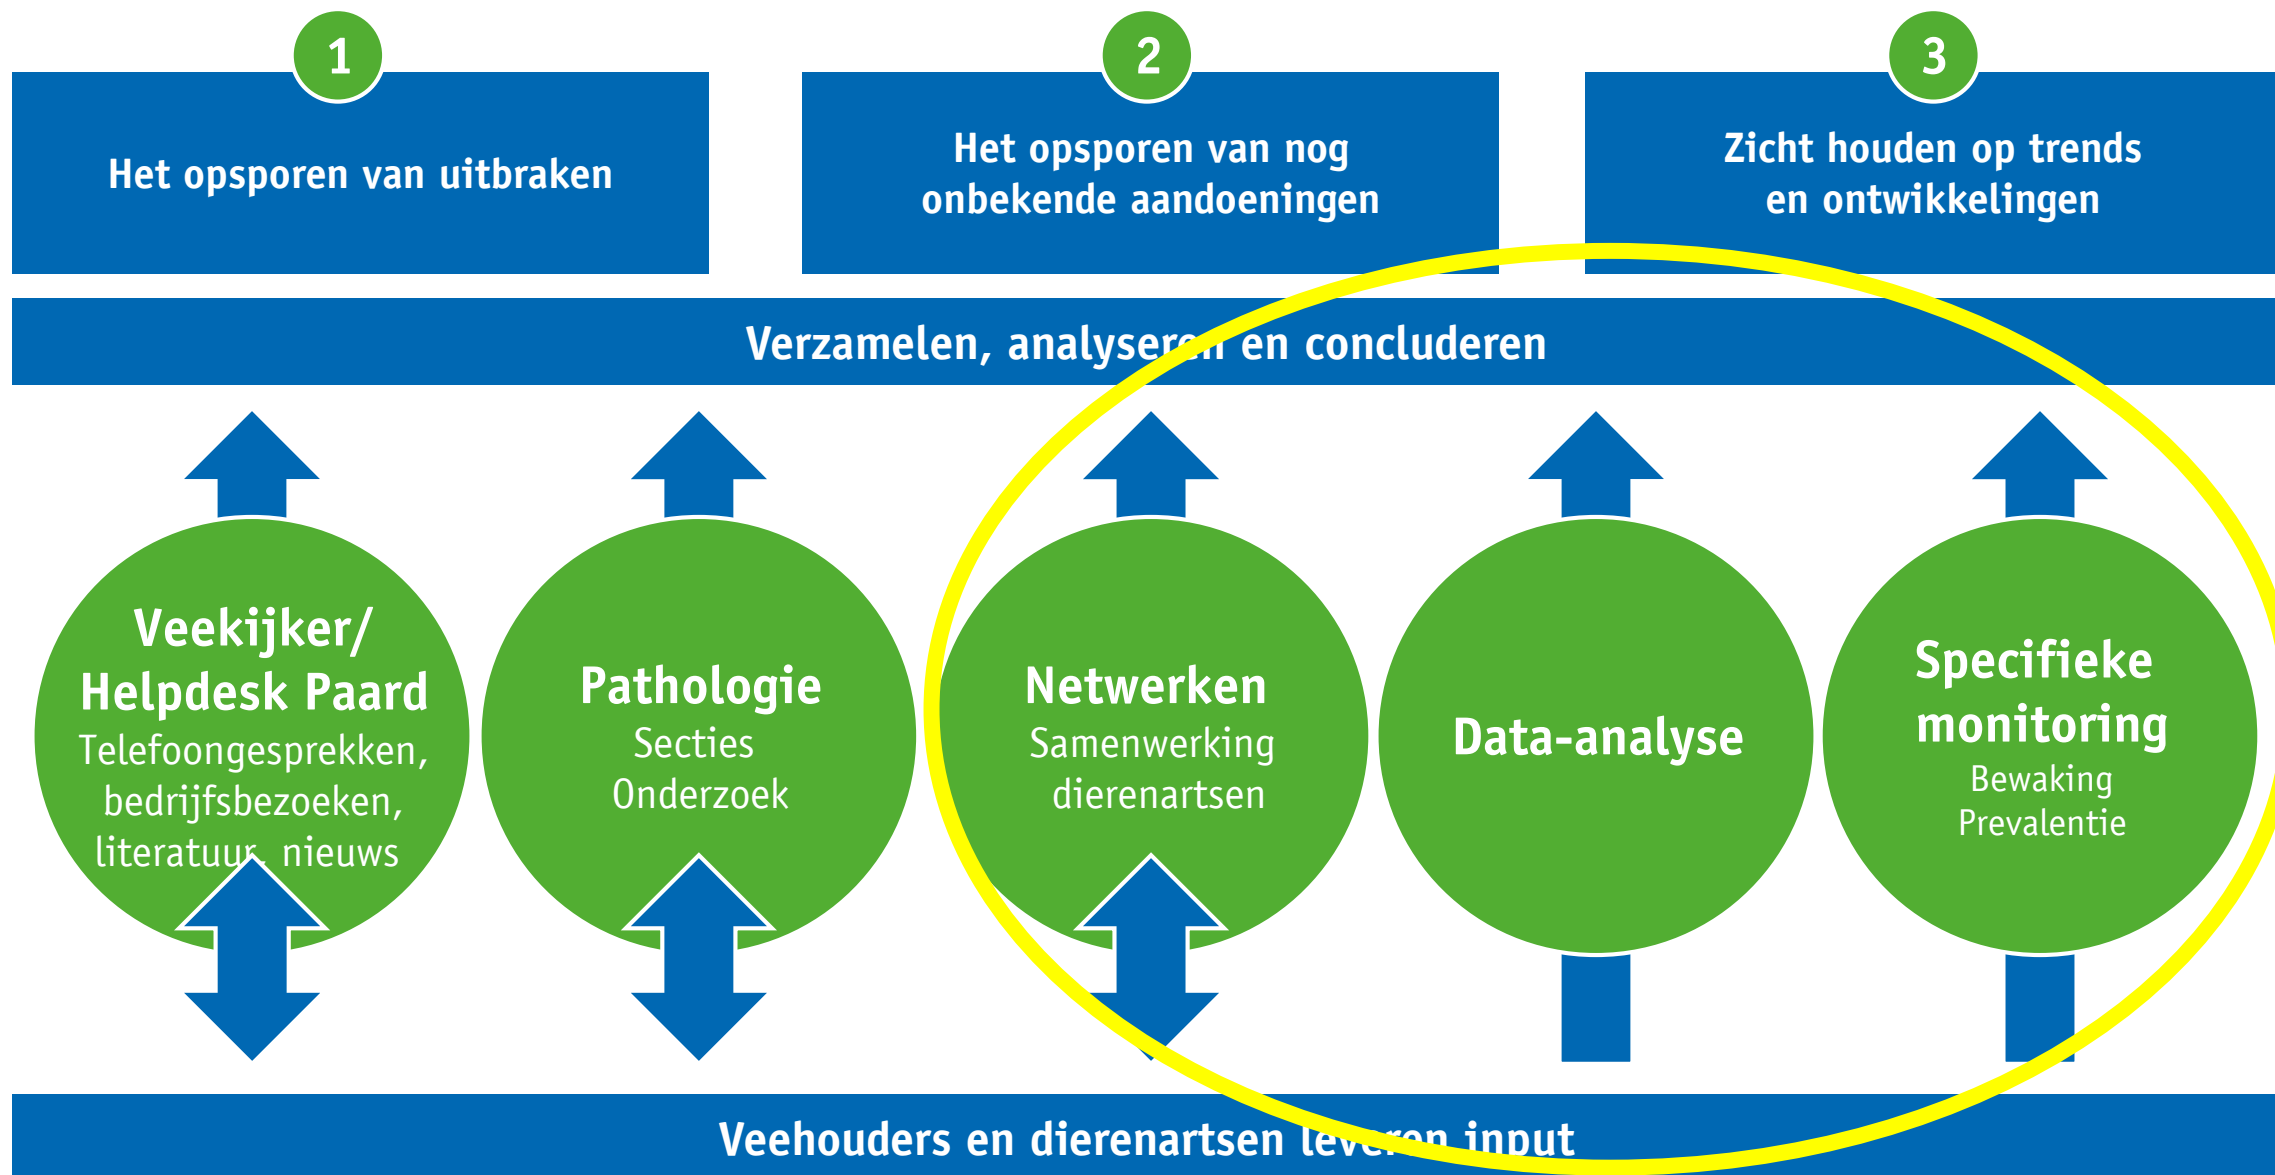 1
Het opsporen van uitbraken
2
Het opsporen van nog
onbekende aandoeningen
3
Zicht houden op trends
en ontwikkelingen
Verzamelen, analyseren en concluderen
Veekijker/
Helpdesk Paard
Telefoongesprekken,
bedrijfsbezoeken,
literatuur, nieuws
Pathologie
Secties
Onderzoek
Netwerken
Samenwerking
dierenartsen
Data-analyse
Specifieke
monitoring
Bewaking
Prevalentie
Veehouders en dierenartsen leveren input